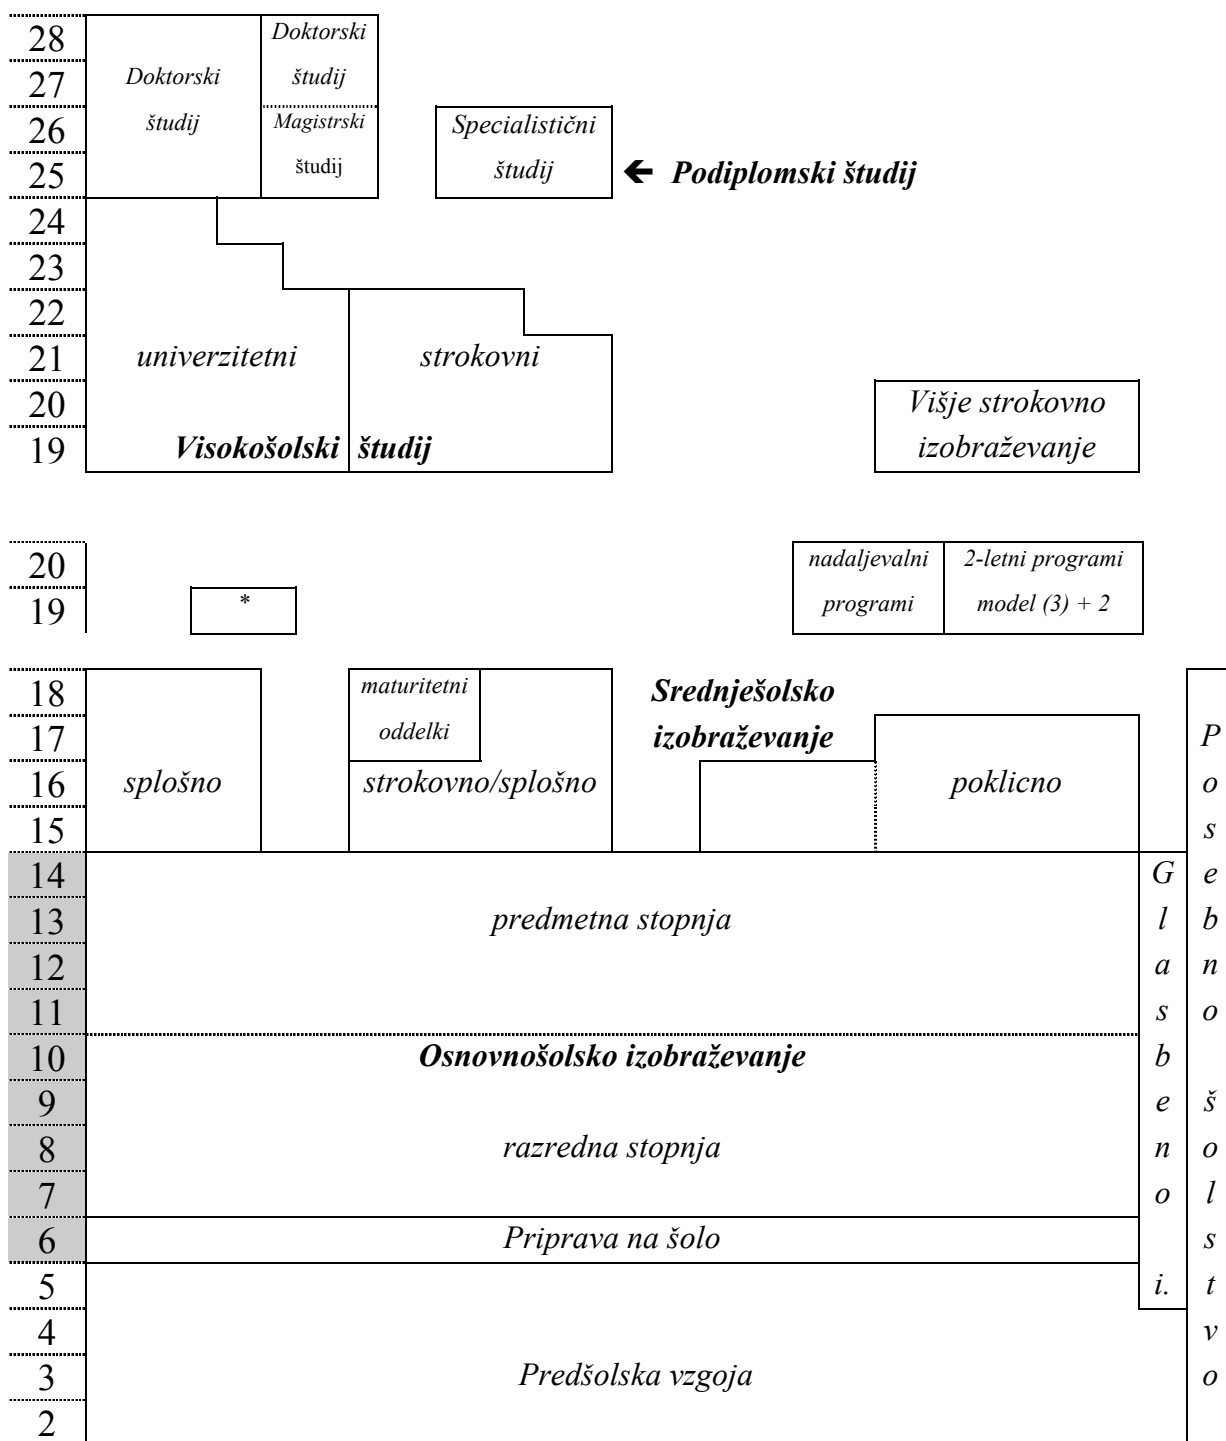 28 Doktorski
27 Doktorski študij
26 študij Magistrski Specialistični
25 študij študij 🡸 Podiplomski študij
24
23
22
21 univerzitetni strokovni
20 Višje strokovno
19 Visokošolski študij izobraževanje
20 nadaljevalni 2-letni programi
19 * programi model (3) + 2
18 maturitetni Srednješolsko
17 oddelki izobraževanje
16 splošno strokovno/splošno poklicno
15
14
13 predmetna stopnja
12
11
10 Osnovnošolsko izobraževanje
9
8 razredna stopnja
7
6 Priprava na šolo
5
4
3 Predšolska vzgoja
2
Glasbeno i.
Posebno šolstvo